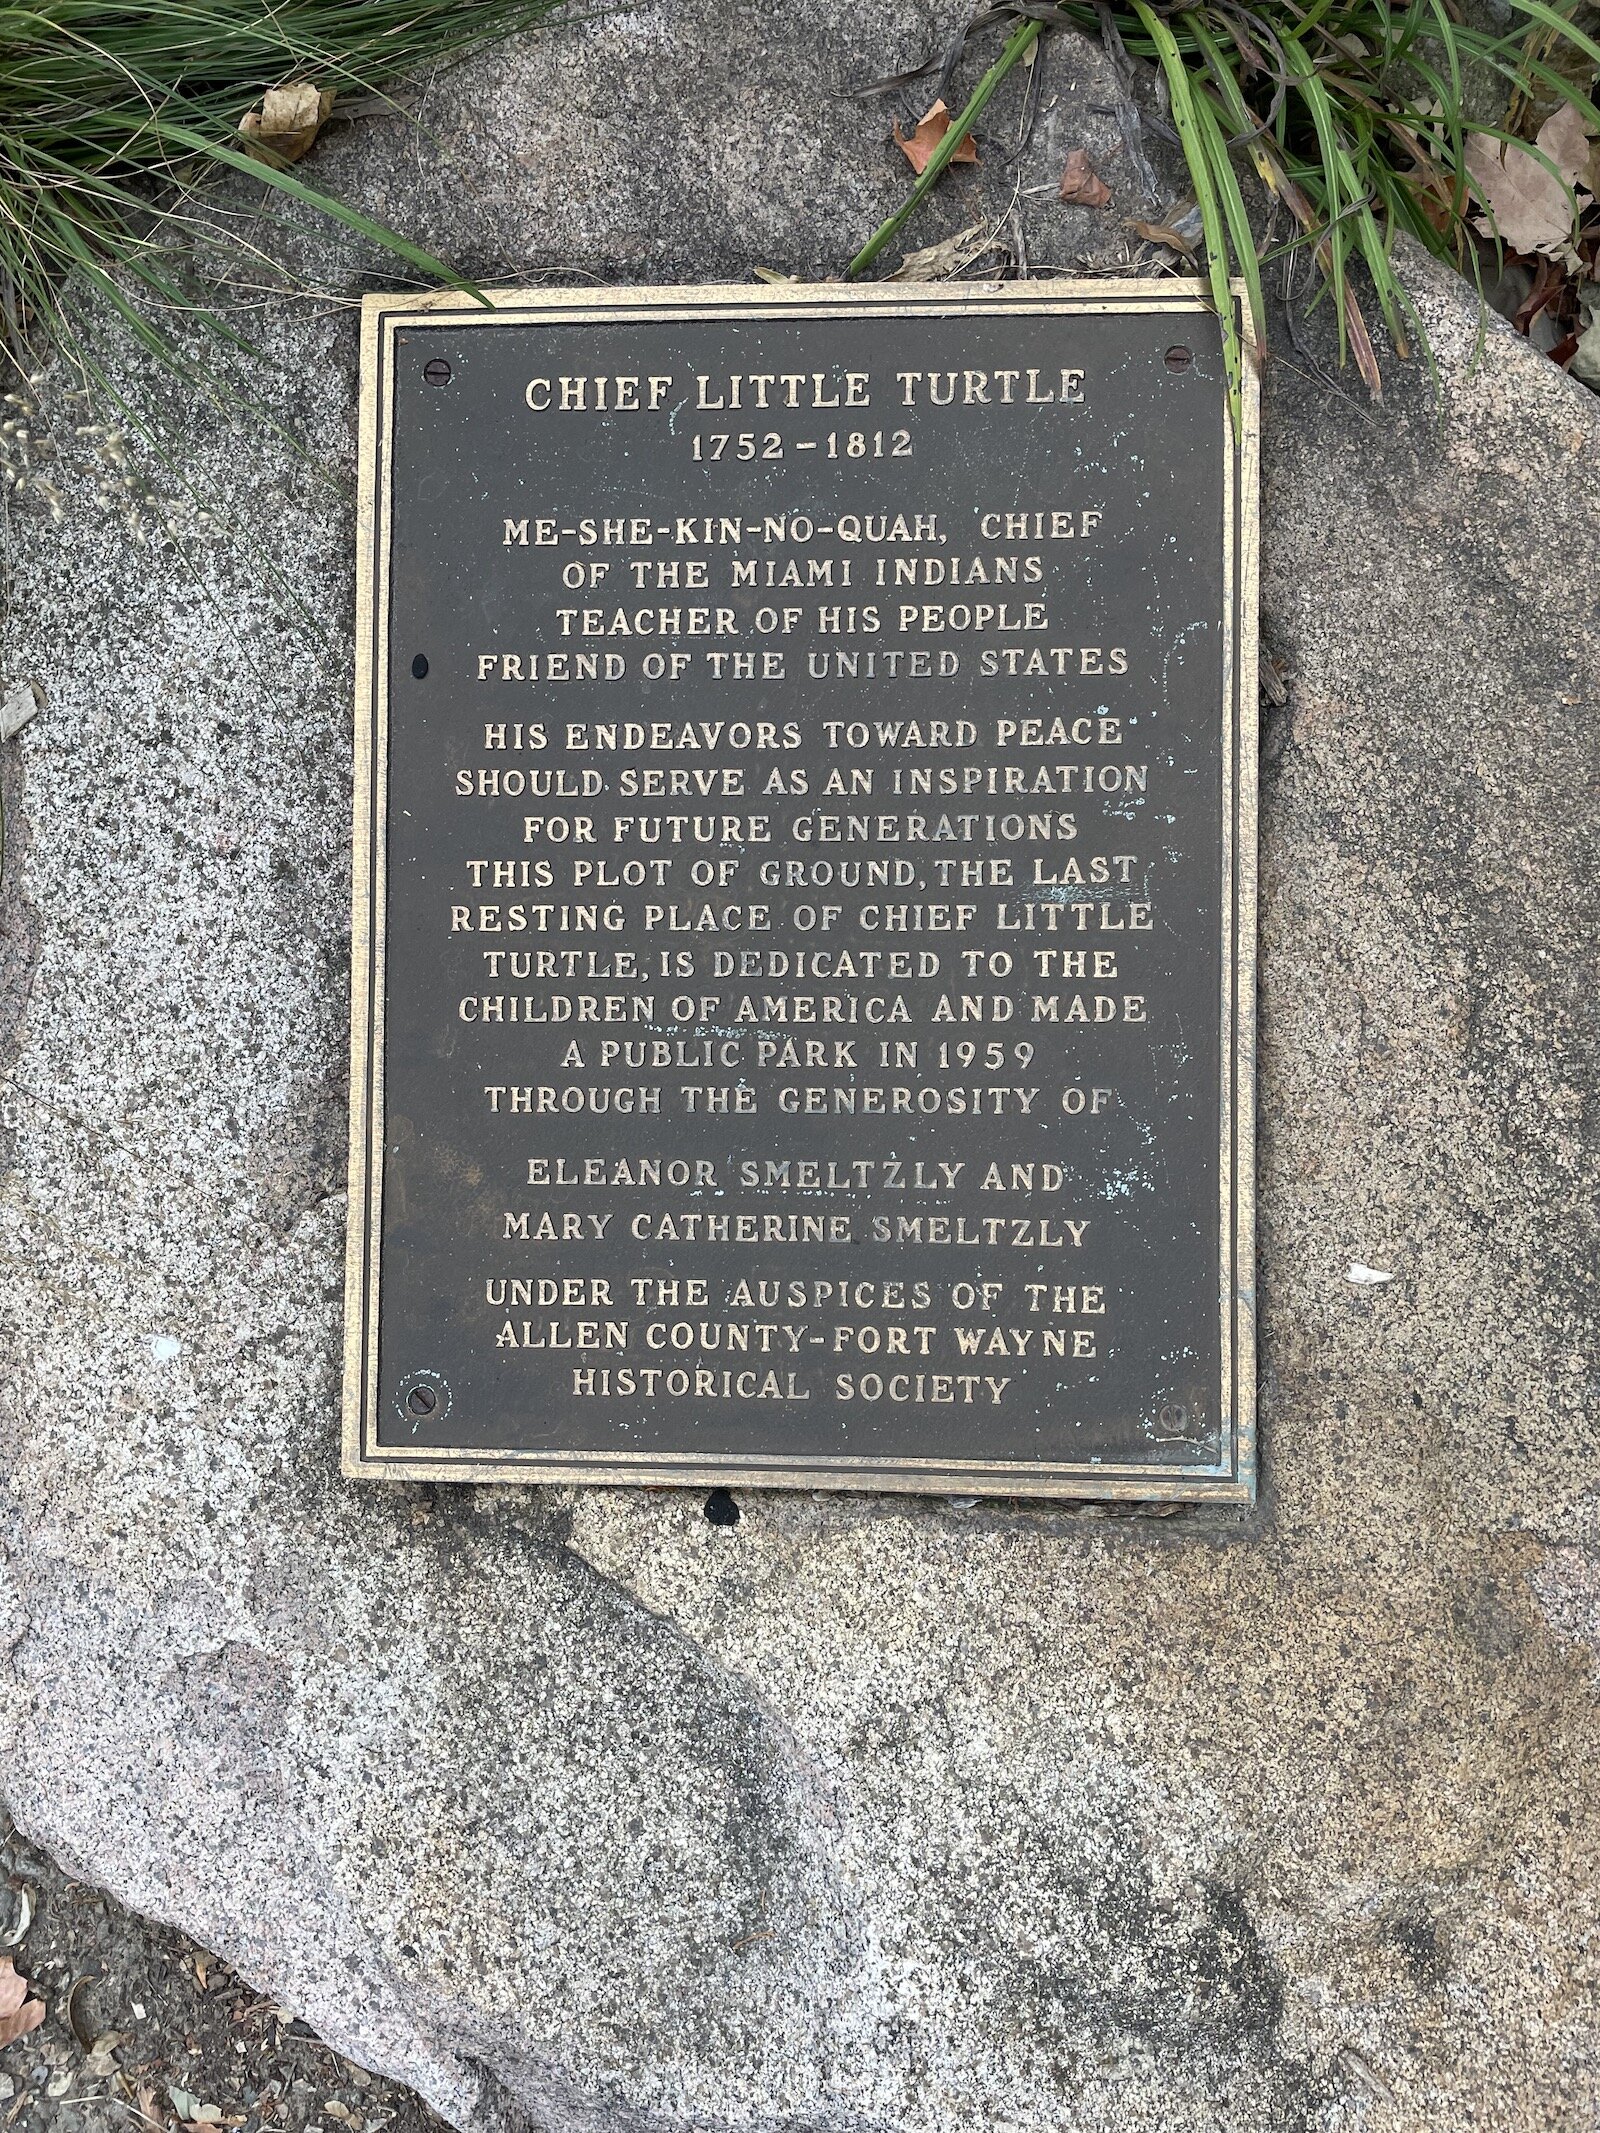 CHIEF LITTLE TURTLE
1752-1812
ME-SHE-KIN-NO-QUAH, CHIEF
OF THE MIAMI INDIANS
TEACHER OF HIS PEOPLE
FRIEND OF THE UNITED STATES
HIS ENDEAVORS TOWARD PEACE
SHOULD SERVE AS AN INSPIRATION
FOR FUTURE GENERATIONS
THIS PLOT OF GROUND, THE LAST
RESTING PLACE OF CHIEF LITTLE
TURTLE, IS DEDICATED TO THE
CHILDREN OF AMERICA AND MADE
A PUBLIC PARK IN 1959
THROUGH THE GENEROSITY OF
ELEANOR SMELTZLY AND
MARY CATHERINE SMELTZLY
UNDER THE AUSPICES OF THE
ALLEN COUNTY-FORT WAYNE
HISTORICAL SOCIETY